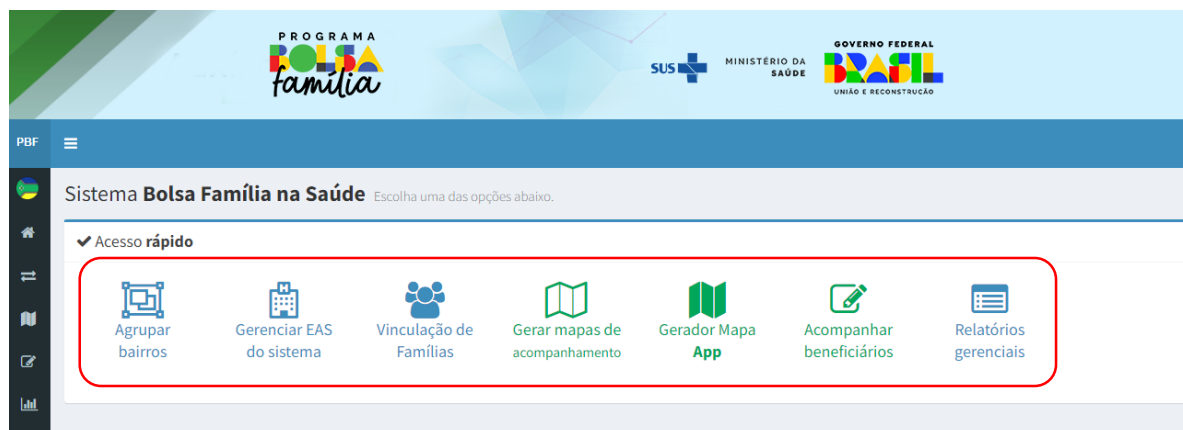 PROGRAMA
BOLSA
família
SUS
MINISTÉRIO DA
SAÚDE
GOVERNO FEDERAL
BRASIL
UNIÃO E RECONSTRUÇÃO
PBF
Sistema Bolsa Família na Saúde Escolha uma das opções abaixo.
Acesso rápido
Agrupar
bairros
Gerenciar EAS
do sistema
Vinculação de
Famílias
Gerar mapas de
acompanhamento
Gerador Mapa
App
Acompanhar
beneficiários
Relatórios
gerenciais